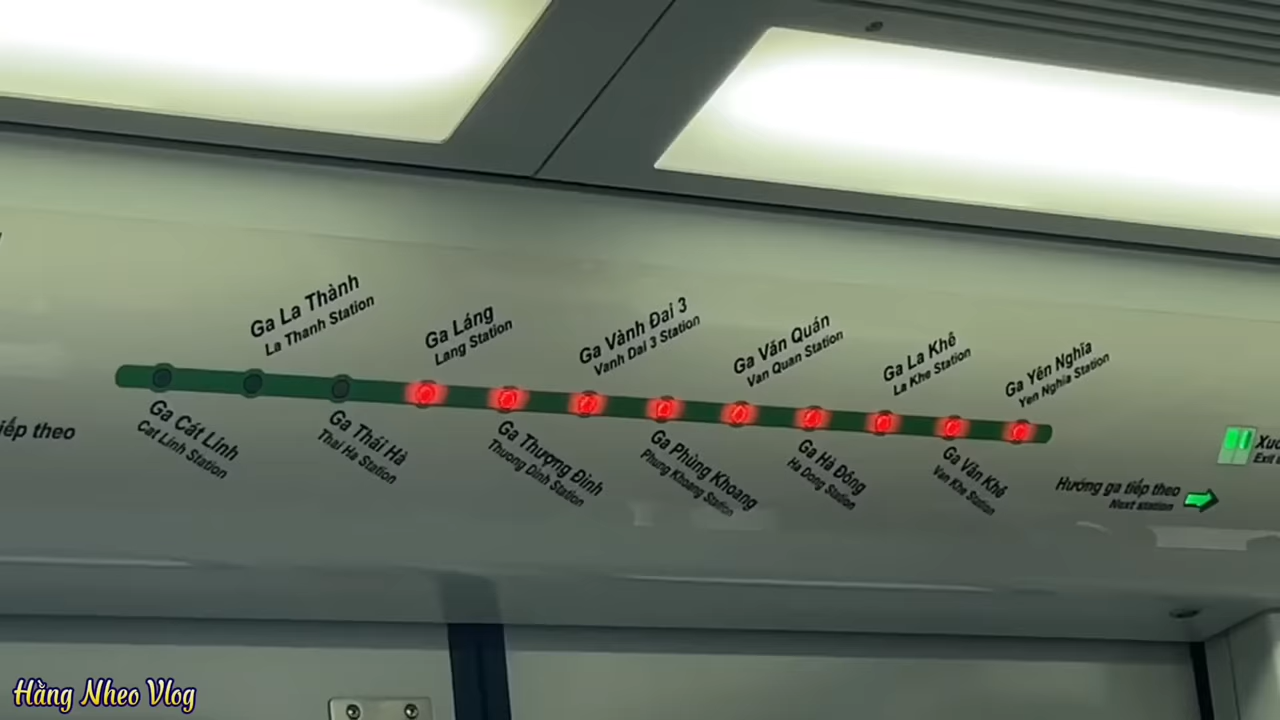 Ga La Thành
La Thanh Station
Ga Láng
Lang Station
Ga Vành Đai 3
Vanh Dai 3 Station
Ga Văn Quán
Van Quan Station
Ga La Khê
La Khe Station
Ga Yên Nghĩa
Yen Nghia Station
Ga Cát Linh
Cat Linh Station
Ga Thái Hà
Thai Ha Station
Ga Thượng Đình
Thuong Dinh Station
Ga Phùng Khoang
Phung Khoang Station
Ga Hà Đông
Ha Dong Station
Ga Văn Khê
Van Khe Station
tiếp theo
Hướng ga tiếp theo
Next station
Exit
Hằng Nheo Vlog